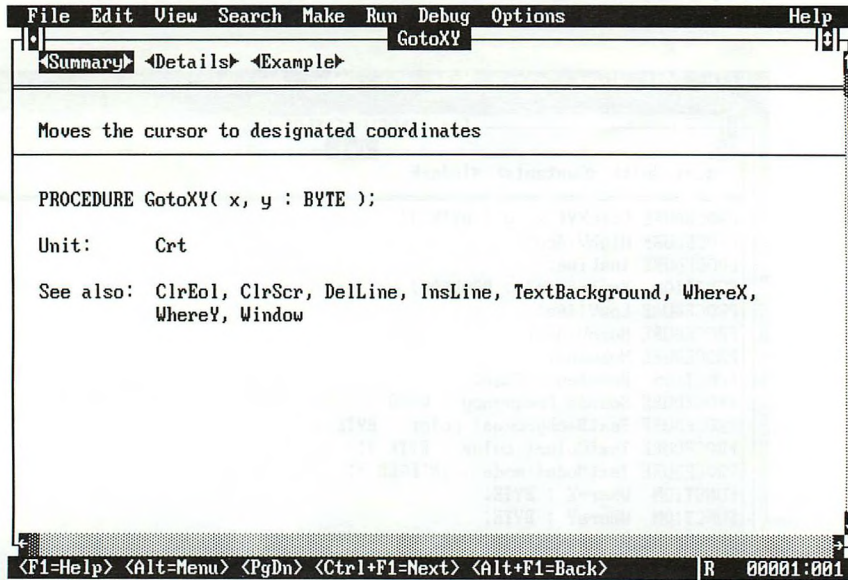 File Edit View Search Make Run Debug Options Help
GotoXY
◄Summary► ◄Details► ◄Example►
Moves the cursor to designated coordinates
PROCEDURE GotoXY( x, y : BYTE );
Unit: Crt
See also: ClrEol, ClrScr, DelLine, InsLine, TextBackground, WhereX,
WhereY, Window
<F1=Help> <Alt=Menu> <PgDn> <Ctrl+F1=Next> <Alt+F1=Back> R 00001:001